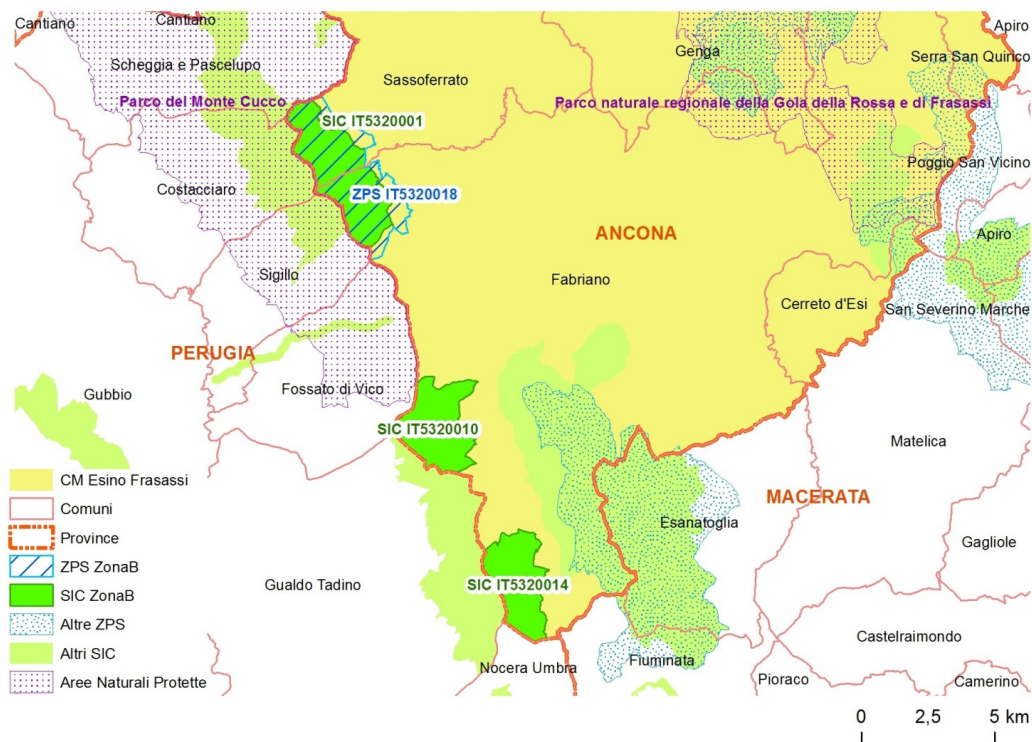 Cantiano
Cantiano
Apiro
Scheggia e Pascelupo
Genga
Serra San Quirico
Sassoferrato
Parco del Monte Cucco
Parco naturale regionale della Gola della Rossa e di Frasassi
SIC IT5320001
Poggio San Vicino
Costacciaro
ZPS IT5320018
ANCONA
Apiro
Sigillo
Fabriano
Cerreto d'Esi
San Severino Marche
PERUGIA
Fossato di Vico
Gubbio
SIC IT5320010
Matelica
CM Esino Frasassi
MACERATA
Comuni
Esanatoglia
Province
Gagliole
ZPS ZonaB
Gualdo Tadino
SIC IT5320014
SIC ZonaB
Altre ZPS
Castelraimondo
Altri SIC
Nocera Umbra
Fiuminata
Aree Naturali Protette
Pioraco
Camerino
0 2,5 5 km